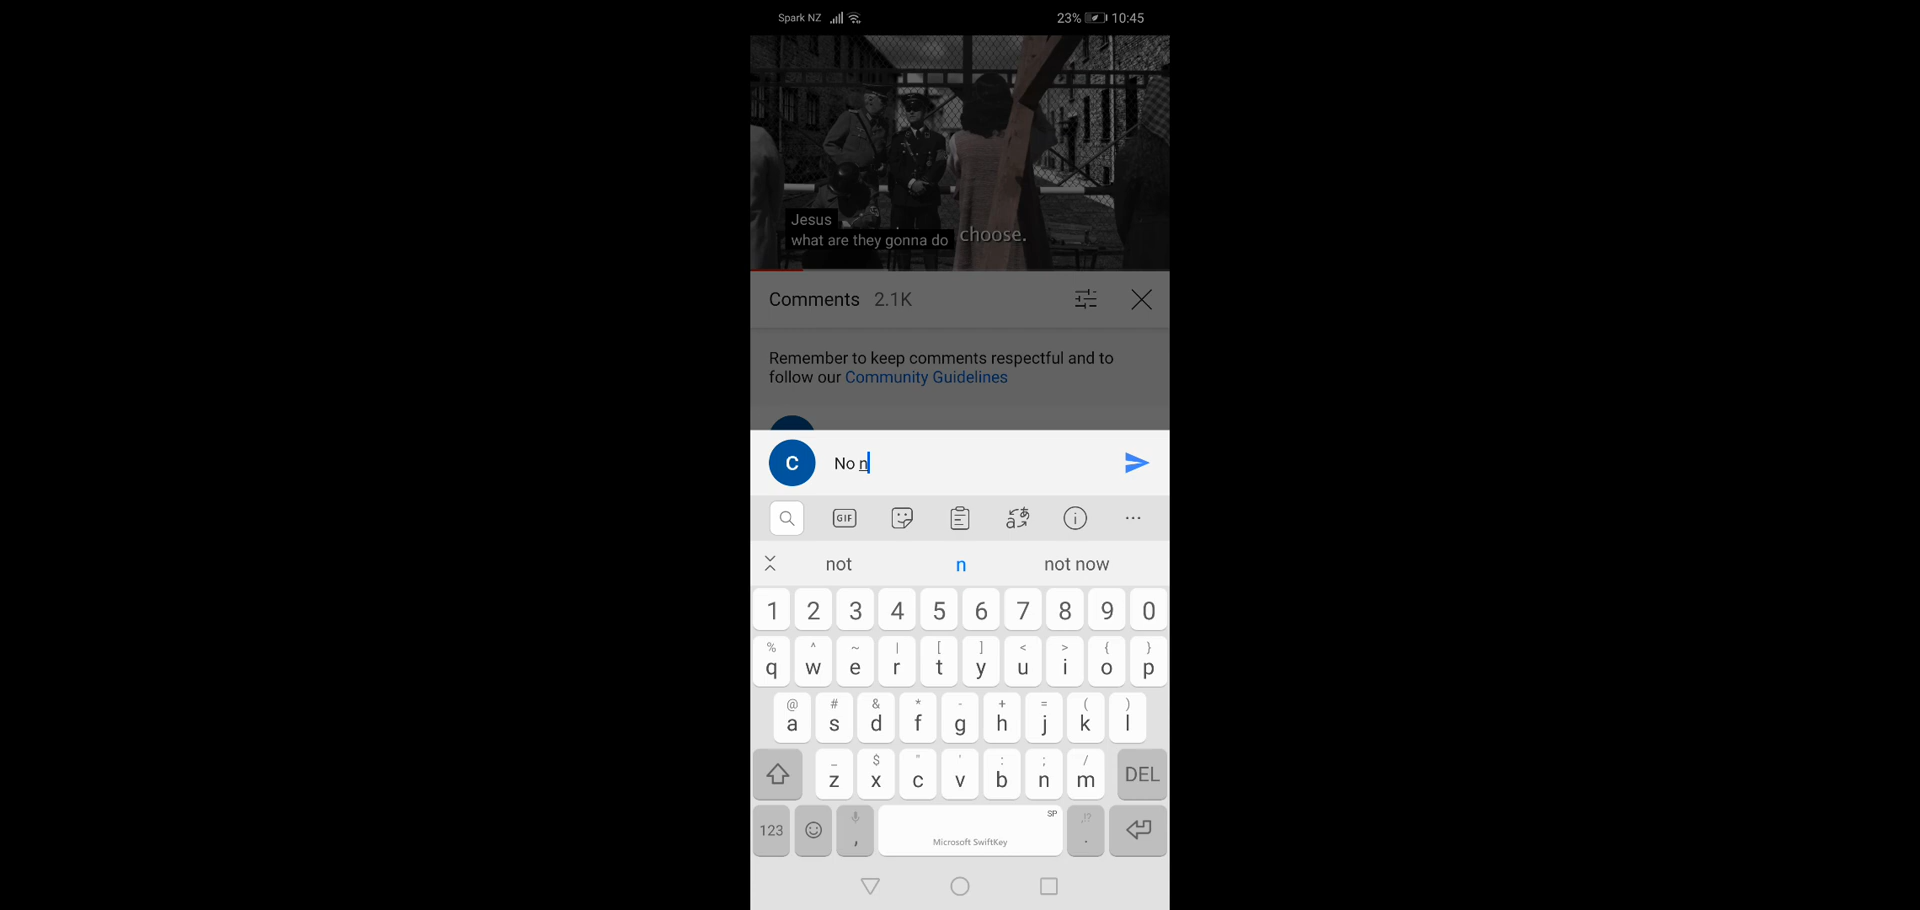 Spark NZ 23% 10:45
Jesus
what are they gonna do choose.
Comments 2.1K
Remember to keep comments respectful and to
follow our Community Guidelines
C No n
GIF
not n not now
1 2 3 4 5 6 7 8 9 0
% ^ ~ | [ ] < > { }
q w e r t y u i o p
@ # & * - + = ( )
a s d f g h j k l
_ $ " ' : ; /
z x c v b n m DEL
SP ,!?
123 , Microsoft SwiftKey .